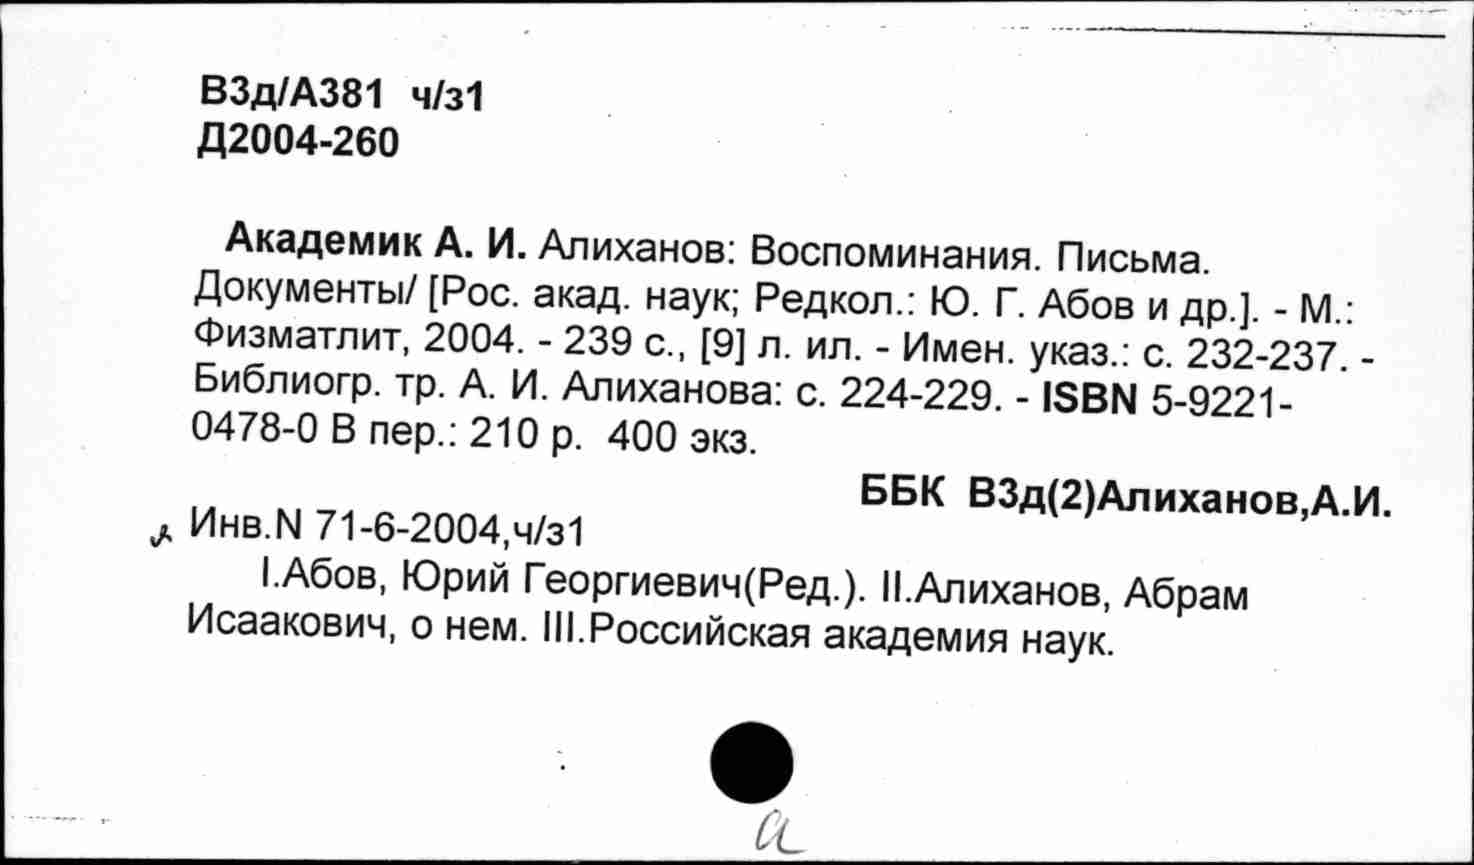 В3д/А381 ч/з1
Д2004-260
Академик А. И. Алиханов: Воспоминания. Письма.
Документы/ [Рос. акад. наук; Редкол.: Ю. Г. Абов и др.]. - М.:
Физматлит, 2004. - 239 с., [9] л. ил. - Имен. указ.: с. 232-237. -
Библиогр. тр. А. И. Алиханова: с. 224-229. - ISBN 5-9221-
0478-0 В пер.: 210 р. 400 экз.
ББК В3д(2)Алиханов,А.И.
Инв.N 71-6-2004,ч/з1
I.Абов, Юрий Георгиевич(Ред.). II.Алиханов, Абрам
Исаакович, о нем. III.Российская академия наук.
а